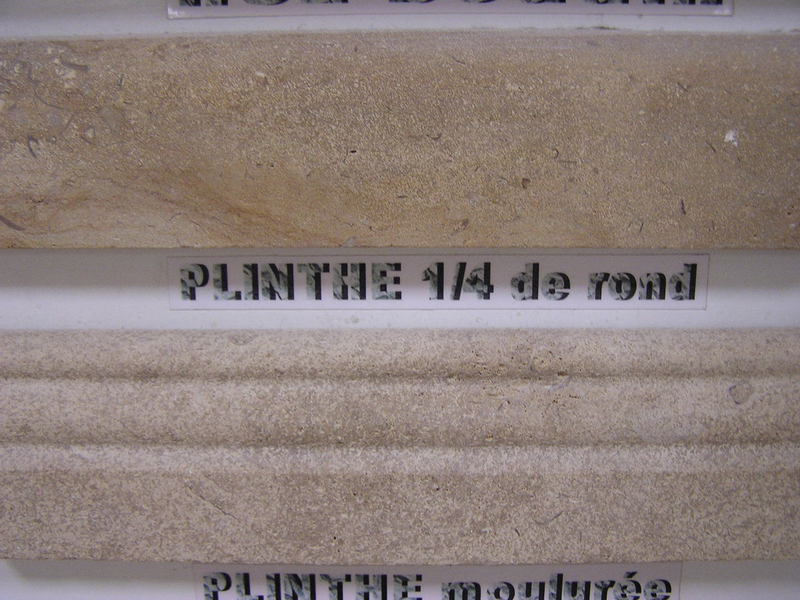 PLINTHE 1/4 de rond
PLINTHE moulurée